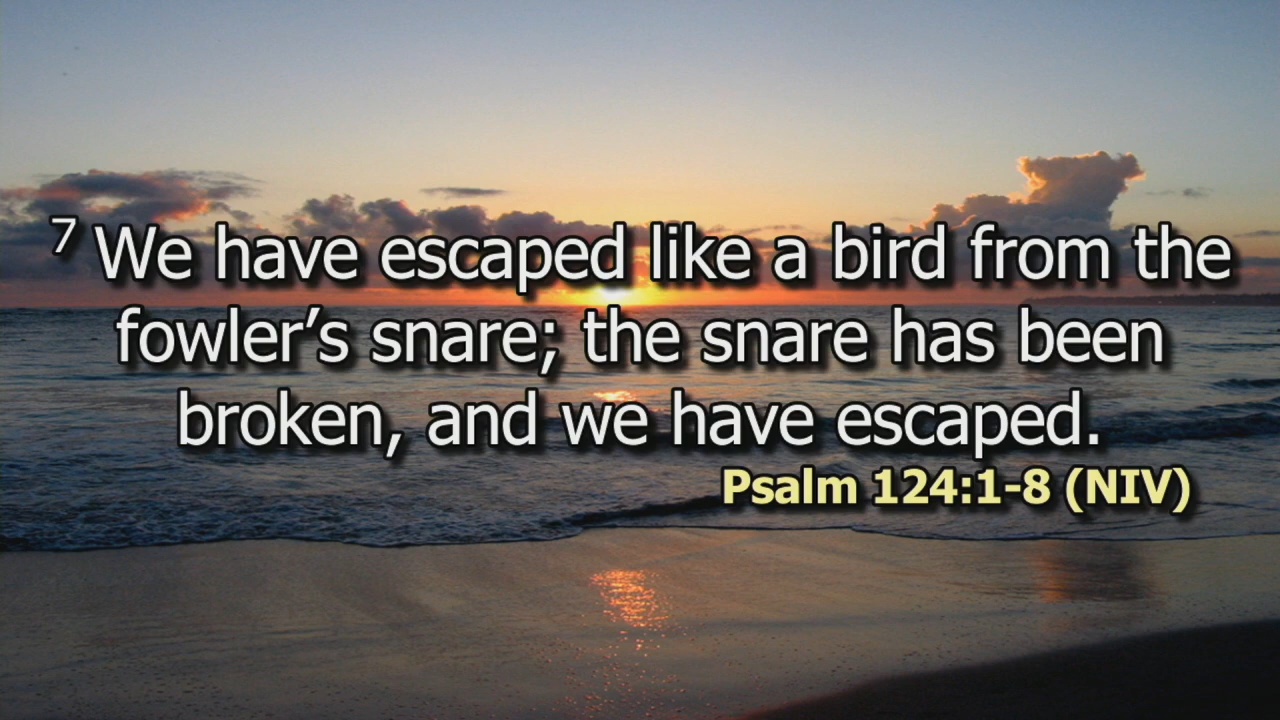 7 We have escaped like a bird from the
fowler’s snare; the snare has been
broken, and we have escaped.
Psalm 124:1-8 (NIV)